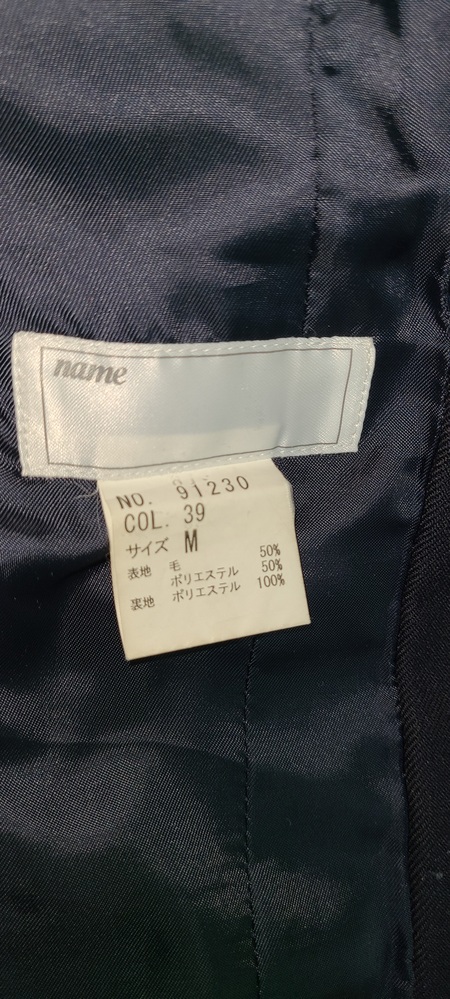 name
NO. 91230
COL. 39
サイズ M
表地 毛 50%
ポリエステル 50%
裏地 ポリエステル 100%